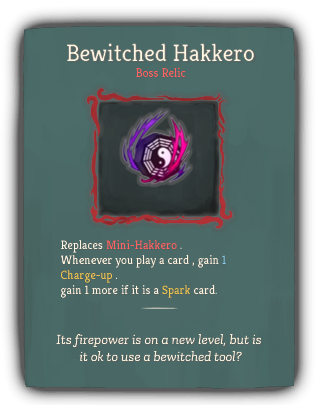 Bewitched Hakkero
Boss Relic
Replaces Mini-Hakkero .
Whenever you play a card , gain 1
Charge-up .
gain 1 more if it is a Spark card.
Its firepower is on a new level, but is
it ok to use a bewitched tool?